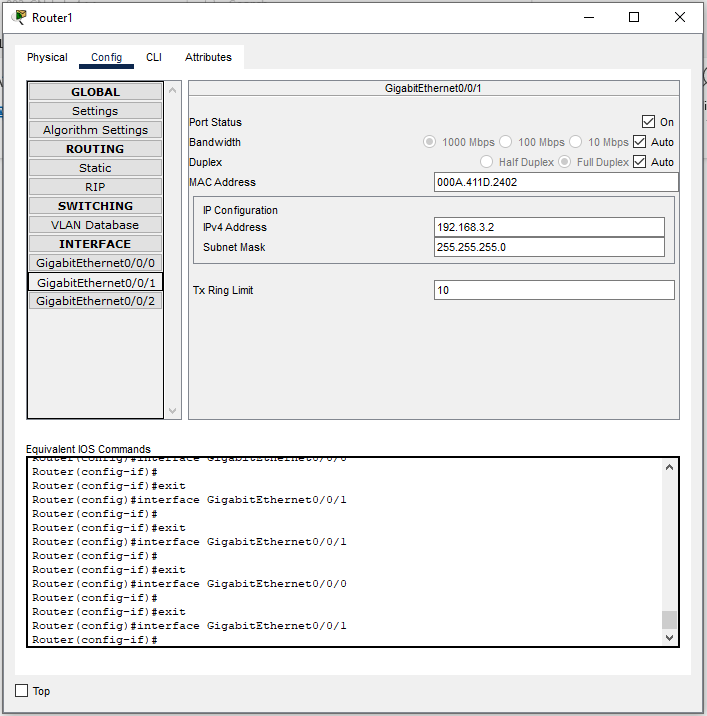 Router1
Physical Config CLI Attributes
GLOBAL
Settings
Algorithm Settings
ROUTING
Static
RIP
SWITCHING
VLAN Database
INTERFACE
GigabitEthernet0/0/0
GigabitEthernet0/0/1
GigabitEthernet0/0/2
GigabitEthernet0/0/1
Port Status On
Bandwidth 1000 Mbps 100 Mbps 10 Mbps Auto
Duplex Half Duplex Full Duplex Auto
MAC Address 000A.411D.2402
IP Configuration
IPv4 Address 192.168.3.2
Subnet Mask 255.255.255.0
Tx Ring Limit 10
Equivalent IOS Commands
Router(config)#interface GigabitEthernet0/0/0
Router(config-if)#
Router(config-if)#exit
Router(config)#interface GigabitEthernet0/0/1
Router(config-if)#
Router(config-if)#exit
Router(config)#interface GigabitEthernet0/0/1
Router(config-if)#
Router(config-if)#exit
Router(config)#interface GigabitEthernet0/0/0
Router(config-if)#
Router(config-if)#exit
Router(config)#interface GigabitEthernet0/0/1
Router(config-if)#
Top